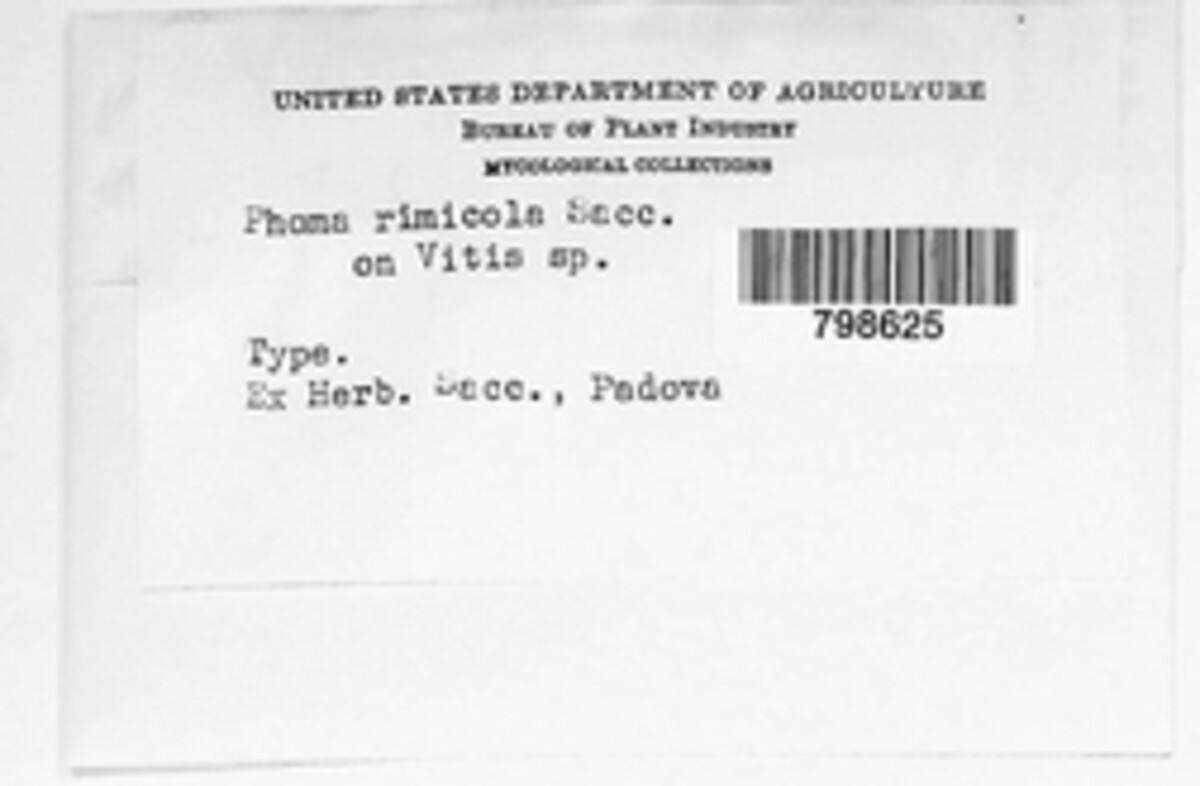 UNITED STATES DEPARTMENT OF AGRICULTURE
BUREAU OF PLANT INDUSTRY
MYCOLOGICAL COLLECTIONS
Phoma rimicola Sacc.
on Vitis sp.
798625
Type.
Ex Herb. Sacc., Padova